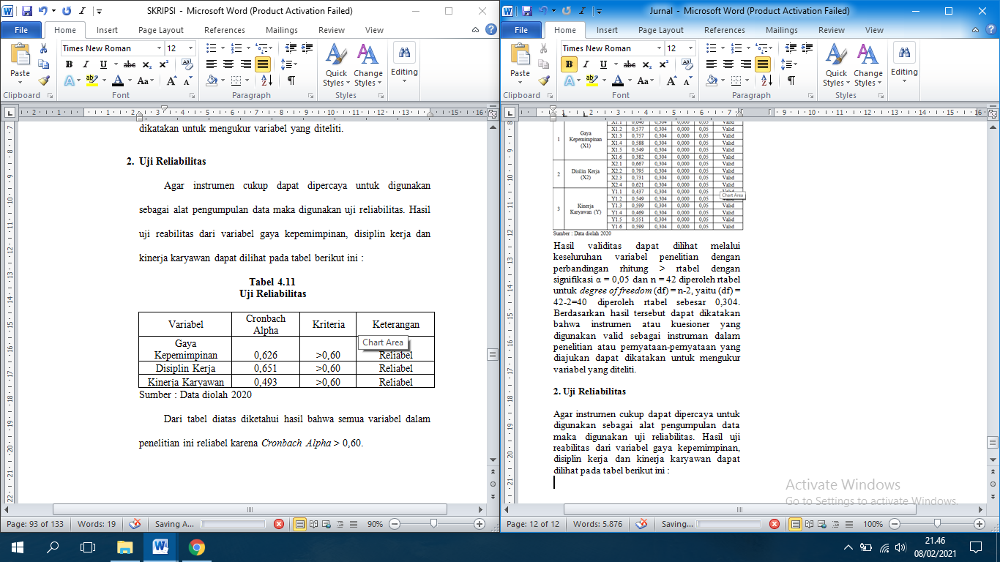 SKRIPSI - Microsoft Word (Product Activation Failed)
File Home Insert Page Layout References Mailings Review View
Times New Roman 12
Paste
Quick Styles
Change Styles
Editing
Clipboard Font Paragraph Styles
dikatakan untuk mengukur variabel yang diteliti.
2. Uji Reliabilitas
Agar instrumen cukup dapat dipercaya untuk digunakan
sebagai alat pengumpulan data maka digunakan uji reliabilitas. Hasil
uji reabilitas dari variabel gaya kepemimpinan, disiplin kerja dan
kinerja karyawan dapat dilihat pada tabel berikut ini :
Tabel 4.11
Uji Reliabilitas
Variabel Cronbach Alpha Kriteria Keterangan
Chart Area
Gaya Kepemimpinan 0,626 >0,60 Reliabel
Disiplin Kerja 0,651 >0,60 Reliabel
Kinerja Karyawan 0,493 >0,60 Reliabel
Sumber : Data diolah 2020
Dari tabel diatas diketahui hasil bahwa semua variabel dalam
penelitian ini reliabel karena Cronbach Alpha > 0,60.
Page: 93 of 133 Words: 19 Saving A... 90%
Jurnal - Microsoft Word (Product Activation Failed)
File Home Insert Page Layout References Mailings Review View
Times New Roman 12
Paste
Quick Styles
Change Styles
Editing
Clipboard Font Paragraph Styles
1 Gaya Kepemimpinan (X1)
X1.2 0,577 0,304 0,000 0,05 Valid
X1.3 0,757 0,304 0,000 0,05 Valid
X1.4 0,588 0,304 0,000 0,05 Valid
X1.5 0,549 0,304 0,000 0,05 Valid
X1.6 0,382 0,304 0,000 0,05 Valid
2 Disilin Kerja (X2)
X2.1 0,667 0,304 0,000 0,05 Valid
X2.2 0,795 0,304 0,000 0,05 Valid
X2.3 0,731 0,304 0,000 0,05 Valid
X2.4 0,621 0,304 0,000 0,05 Valid
3 Kinerja Karyawan (Y)
Y1.1 0,437 0,304 0,000 0,05 Valid
Chart Area
Y1.2 0,549 0,304 0,000 0,05 Valid
Y1.3 0,599 0,304 0,000 0,05 Valid
Y1.4 0,469 0,304 0,000 0,05 Valid
Y1.5 0,551 0,304 0,000 0,05 Valid
Y1.6 0,599 0,304 0,000 0,05 Valid
Sumber : Data diolah 2020
Hasil validitas dapat dilihat melalui
keseluruhan variabel penelitian dengan
perbandingan rhitung > rtabel dengan
signifikasi α = 0,05 dan n = 42 diperoleh rtabel
untuk degree of freedom (df) = n-2, yaitu (df) =
42-2=40 diperoleh rtabel sebesar 0,304.
Berdasarkan hasil tersebut dapat dikatakan
bahwa instrumen atau kuesioner yang
digunakan valid sebagai instruman dalam
penelitian atau pernyataan-pernyataan yang
diajukan dapat dikatakan untuk mengukur
variabel yang diteliti.
2. Uji Reliabilitas
Agar instrumen cukup dapat dipercaya untuk
digunakan sebagai alat pengumpulan data
maka digunakan uji reliabilitas. Hasil uji
reabilitas dari variabel gaya kepemimpinan,
disiplin kerja dan kinerja karyawan dapat
dilihat pada tabel berikut ini :
Activate Windows
Go to Settings to activate Windows.
Page: 12 of 12 Words: 5.876 Saving... 100%
21.46
08/02/2021